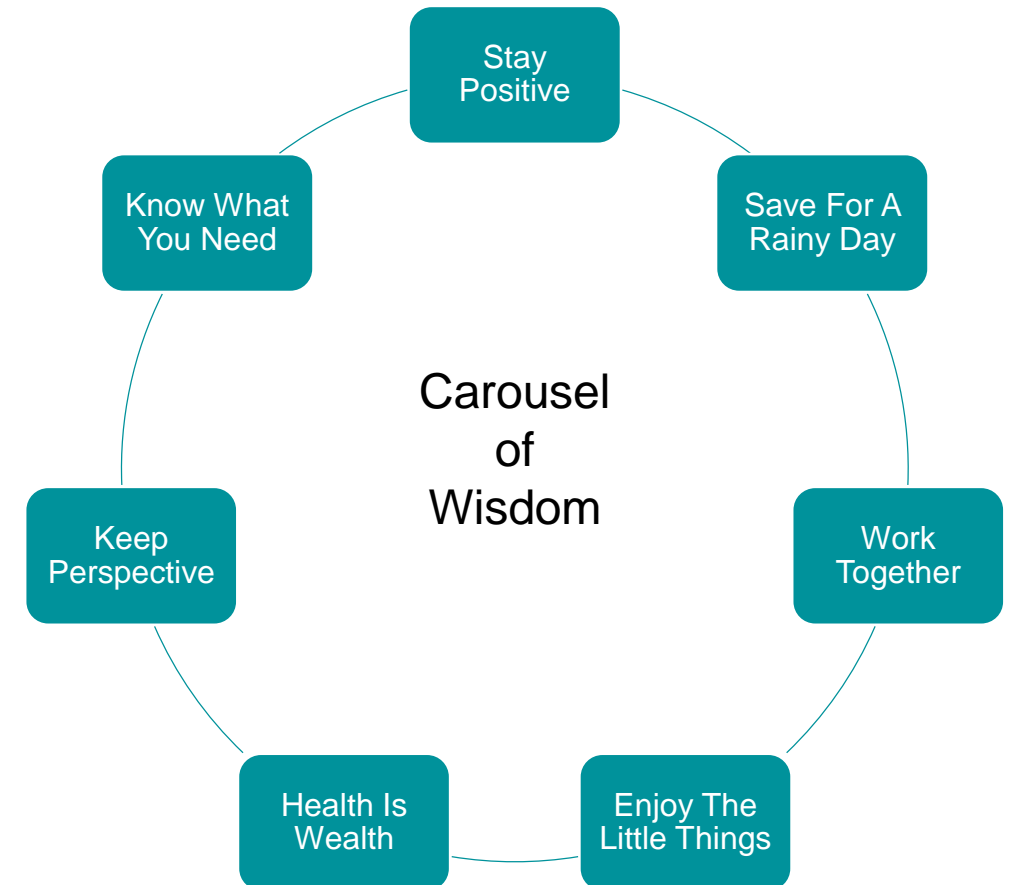 Stay
Positive
Save For A
Rainy Day
Work
Together
Enjoy The
Little Things
Health Is
Wealth
Keep
Perspective
Know What
You Need
Carousel
of
Wisdom